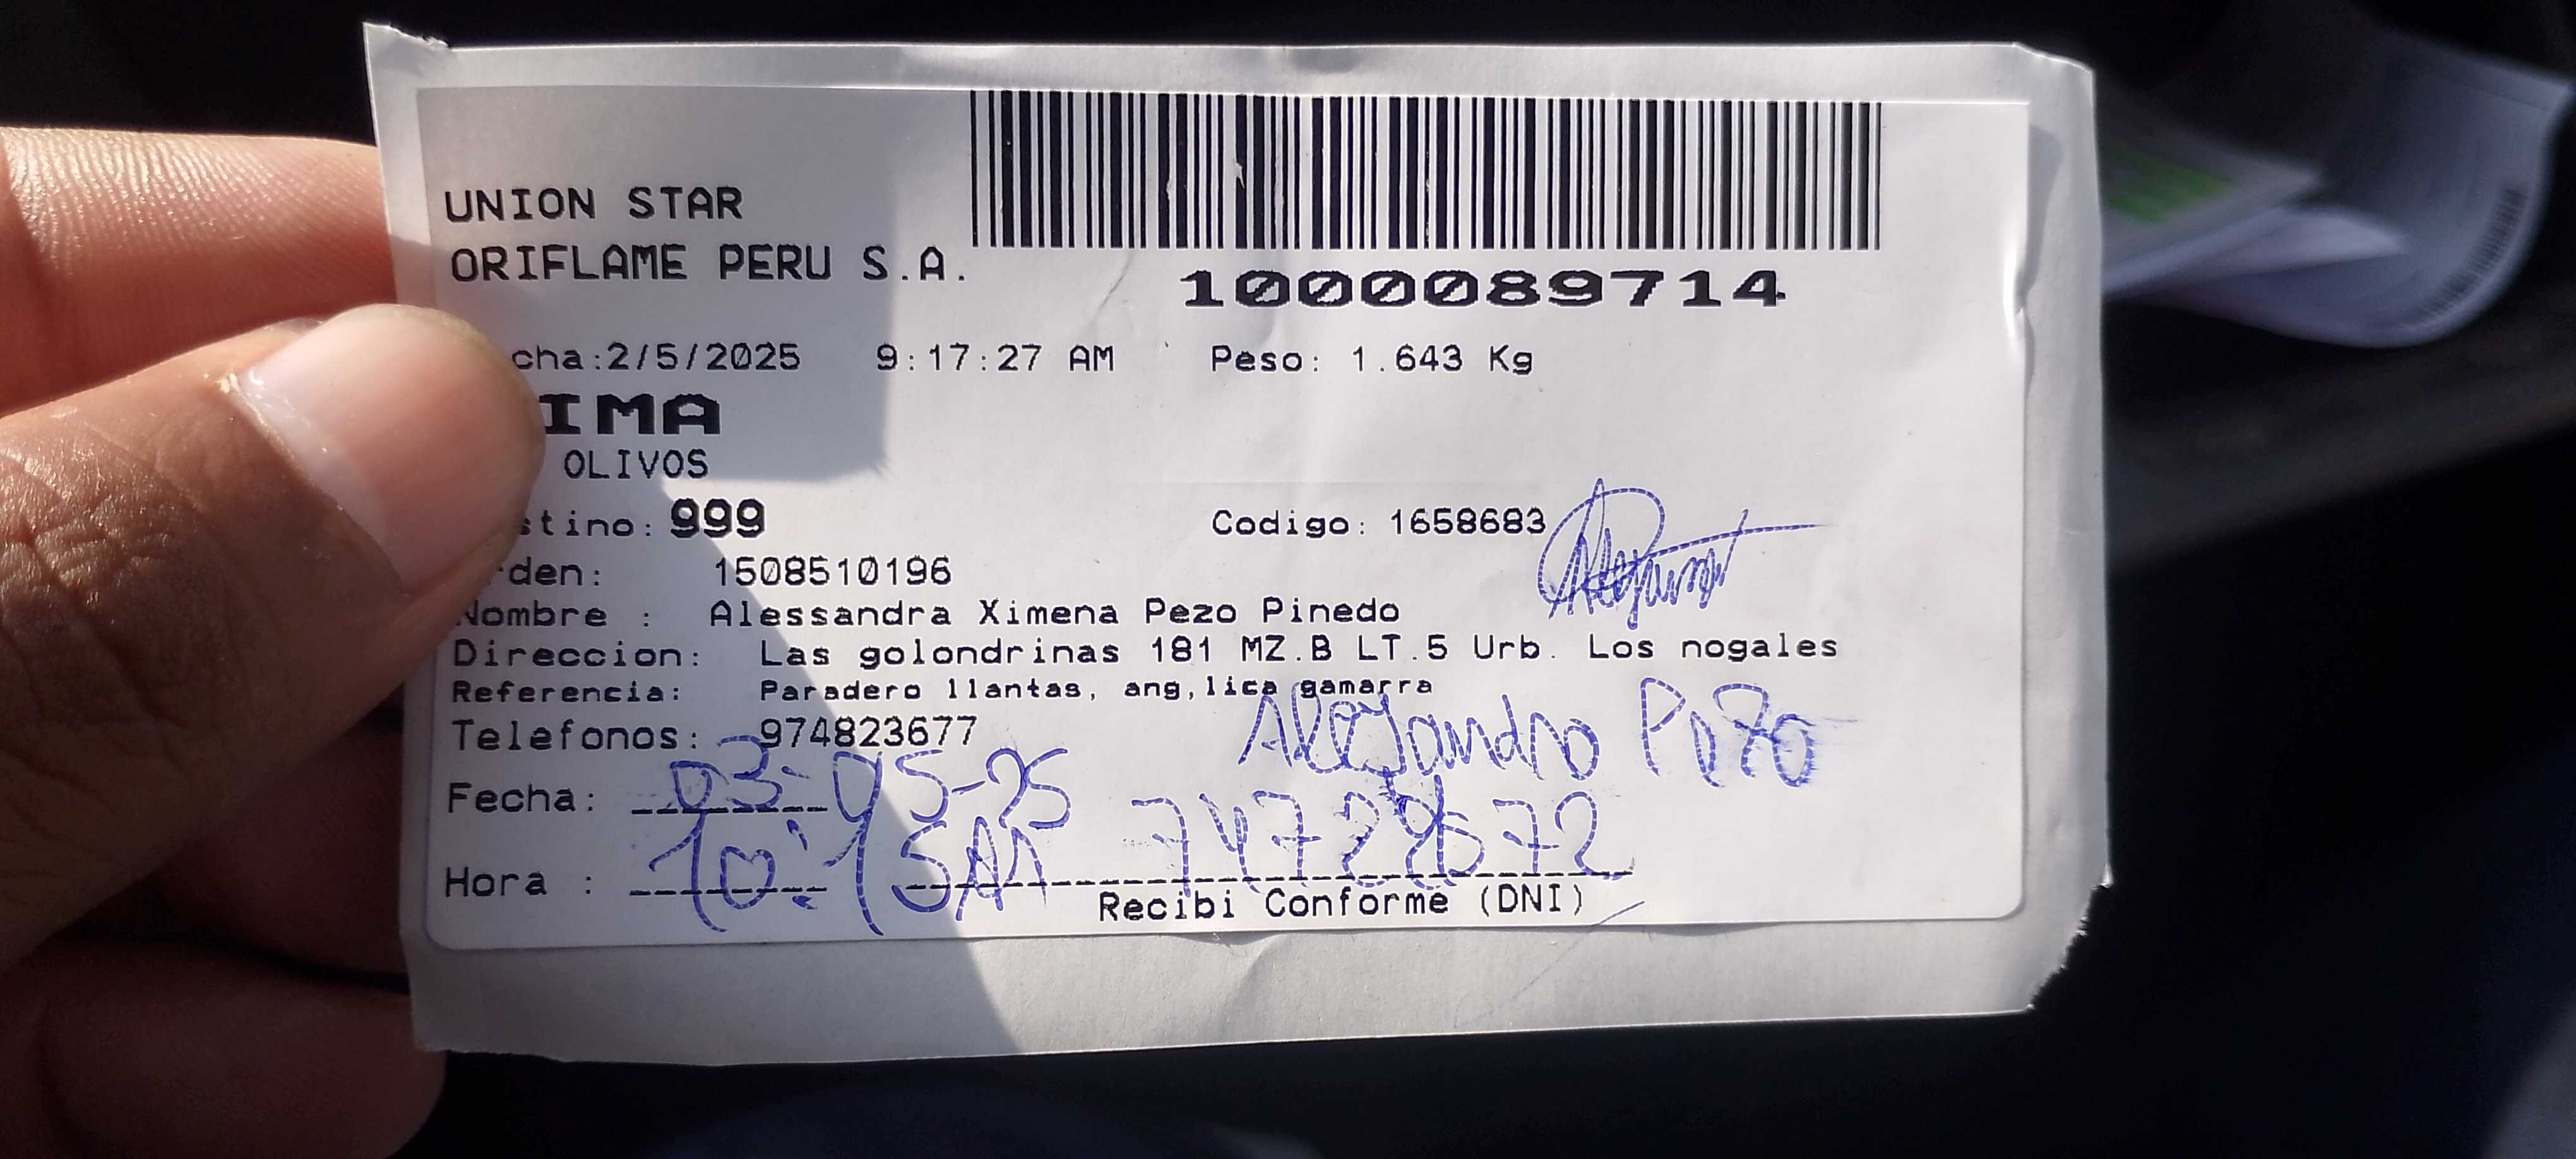 UNION STAR
ORIFLAME PERU S.A.
1000089714
cha:2/5/2025 9:17:27 AM Peso: 1.643 Kg
IMA
OLIVOS
stino: 999 Codigo: 1658683
rden: 1508510196
Nombre : Alessandra Ximena Pezo Pinedo
Direccion: Las golondrinas 181 MZ.B LT.5 Urb. Los nogales
Referencia: Paradero llantas, ang,lica gamarra
Telefonos: 974823677
Alejandro Pezo
Fecha: 03-05-25
Hora : 10:15AM
Recibi Conforme (DNI)